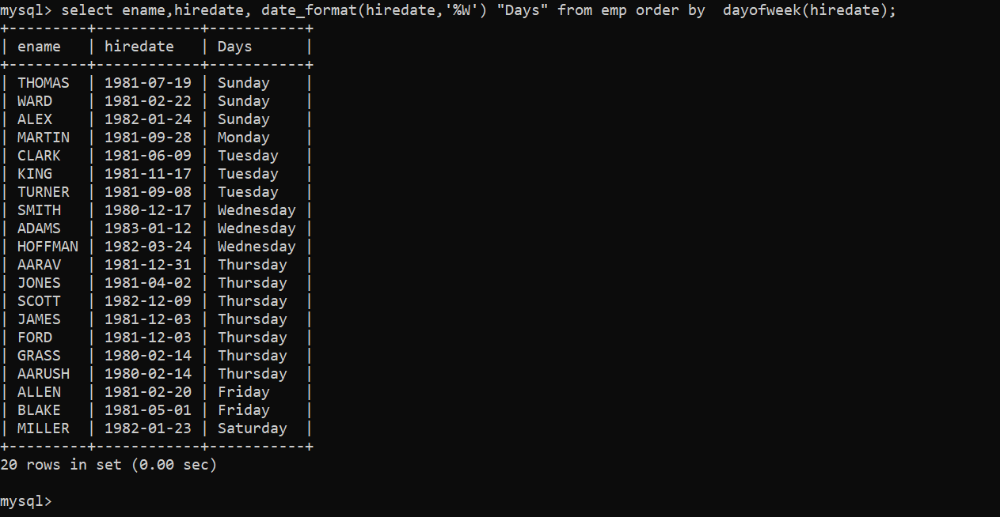 mysql> select ename,hiredate, date_format(hiredate,'%W') "Days" from emp order by  dayofweek(hiredate);
+---------+------------+-----------+
| ename   | hiredate   | Days      |
+---------+------------+-----------+
| THOMAS  | 1981-07-19 | Sunday    |
| WARD    | 1981-02-22 | Sunday    |
| ALEX    | 1982-01-24 | Sunday    |
| MARTIN  | 1981-09-28 | Monday    |
| CLARK   | 1981-06-09 | Tuesday   |
| KING    | 1981-11-17 | Tuesday   |
| TURNER  | 1981-09-08 | Tuesday   |
| SMITH   | 1980-12-17 | Wednesday |
| ADAMS   | 1983-01-12 | Wednesday |
| HOFFMAN | 1982-03-24 | Wednesday |
| AARAV   | 1981-12-31 | Thursday  |
| JONES   | 1981-04-02 | Thursday  |
| SCOTT   | 1982-12-09 | Thursday  |
| JAMES   | 1981-12-03 | Thursday  |
| FORD    | 1981-12-03 | Thursday  |
| GRASS   | 1980-02-14 | Thursday  |
| AARUSH  | 1980-02-14 | Thursday  |
| ALLEN   | 1981-02-20 | Friday    |
| BLAKE   | 1981-05-01 | Friday    |
| MILLER  | 1982-01-23 | Saturday  |
+---------+------------+-----------+
20 rows in set (0.00 sec)
mysql>